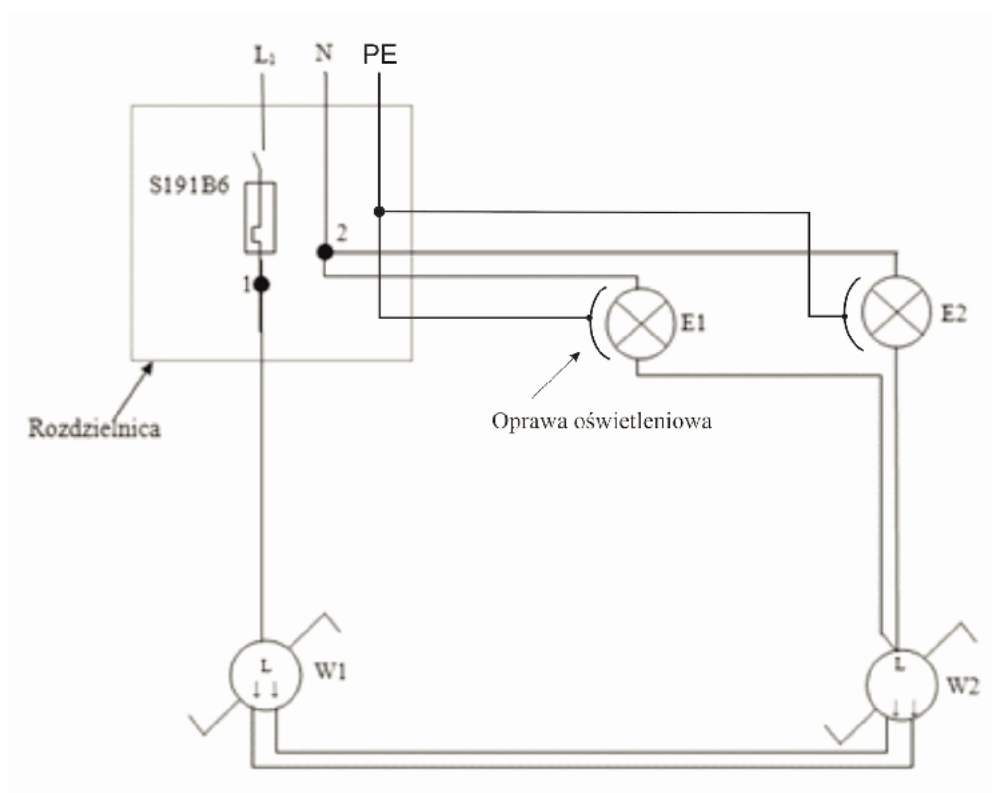 L₁ N PE
S191B6
2
1
E1
E2
Oprawa oświetleniowa
Rozdzielnica
L
↓↓
W1
L
↓ ↓
W2